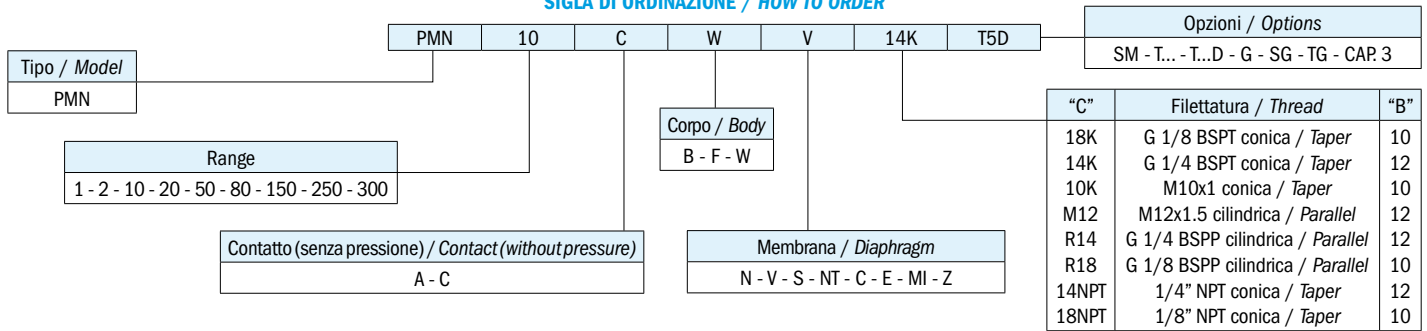 SIGLA DI ORDINAZIONE / HOW TO ORDER
PMN 10 C W V 14K T5D
Opzioni / Options
SM - T... - T...D - G - SG - TG - CAP. 3
Tipo / Model
PMN
Range
1 - 2 - 10 - 20 - 50 - 80 - 150 - 250 - 300
Contatto (senza pressione) / Contact (without pressure)
A - C
Corpo / Body
B - F - W
Membrana / Diaphragm
N - V - S - NT - C - E - MI - Z
“C” Filettatura / Thread “B”
18K G 1/8 BSPT conica / Taper 10
14K G 1/4 BSPT conica / Taper 12
10K M10x1 conica / Taper 10
M12 M12x1.5 cilindrica / Parallel 12
R14 G 1/4 BSPP cilindrica / Parallel 12
R18 G 1/8 BSPP cilindrica / Parallel 10
14NPT 1/4” NPT conica / Taper 12
18NPT 1/8” NPT conica / Taper 10